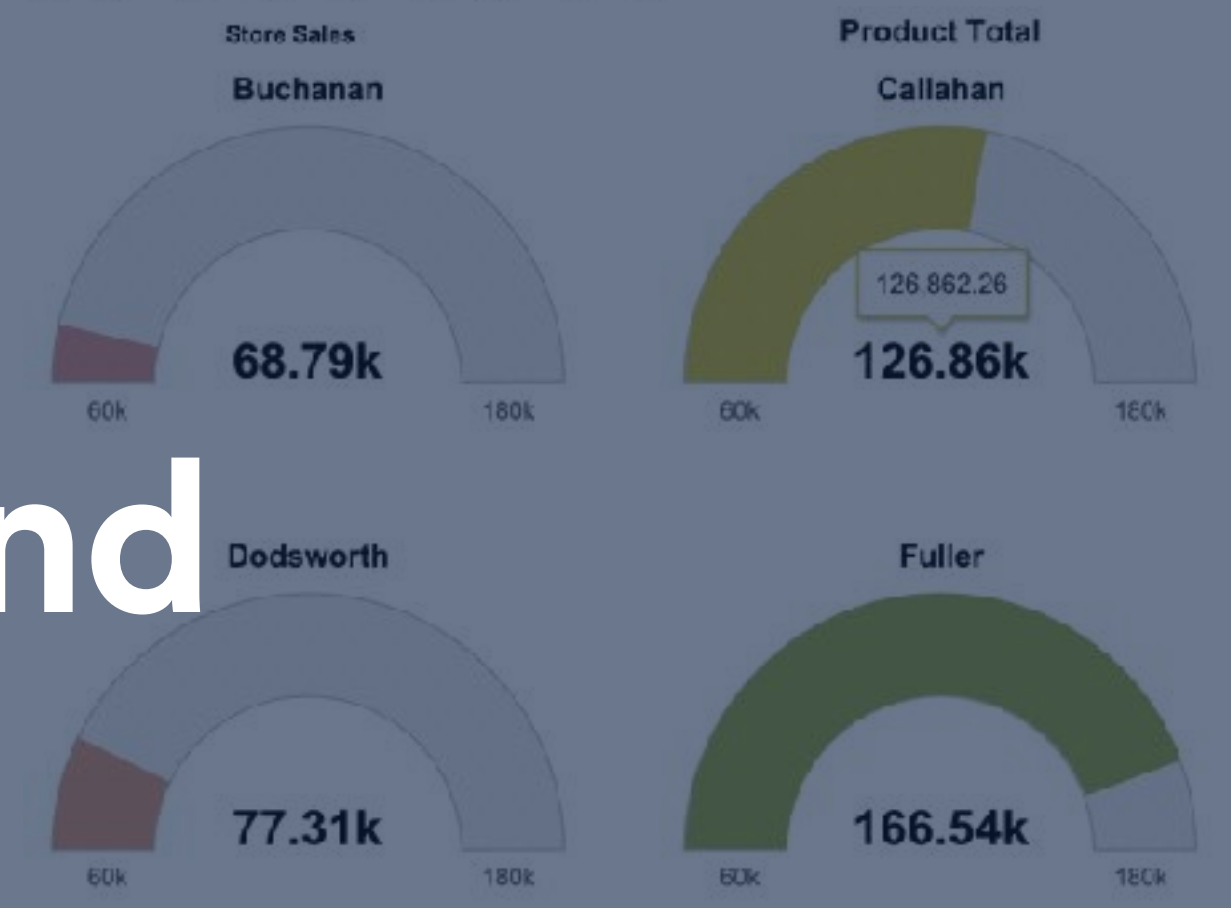 Store Sales
Product Total
Buchanan
Callahan
126 862.26
68.79k
126.86k
60k
180k
60k
180k
nd
Dodsworth
Fuller
77.31k
166.54k
60k
180k
60k
180k